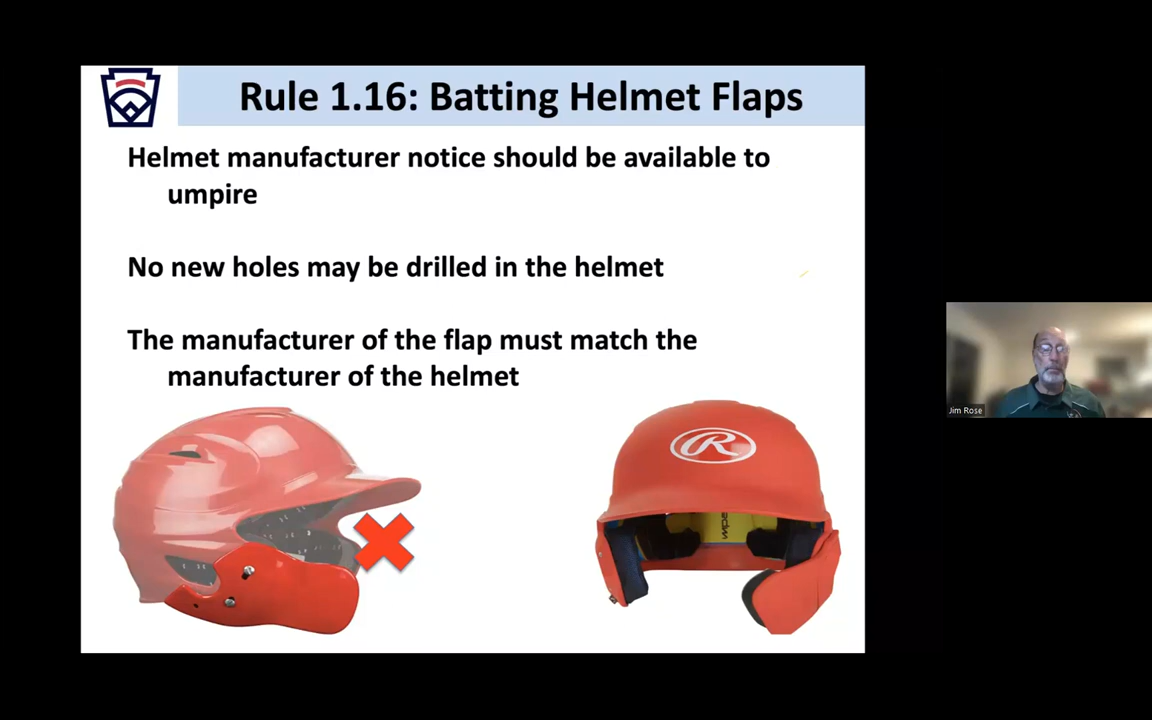 Rule 1.16: Batting Helmet Flaps
Helmet manufacturer notice should be available to
umpire
No new holes may be drilled in the helmet
The manufacturer of the flap must match the
manufacturer of the helmet
R
Jim Rose